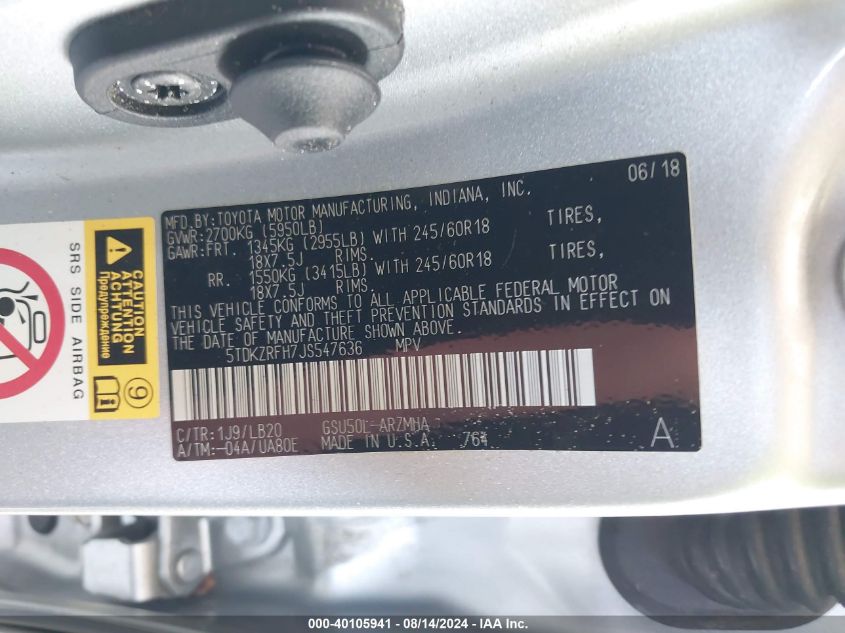 06/18
MFD.BY:TOYOTA MOTOR MANUFACTURING, INDIANA, INC.
GVWR:2700KG (5950LB)
GAWR:FRT. 1345KG (2955LB) WITH 245/60R18 TIRES,
18X7.5J RIMS.
RR. 1550KG (3415LB) WITH 245/60R18 TIRES,
18X7.5J RIMS.
THIS VEHICLE CONFORMS TO ALL APPLICABLE FEDERAL MOTOR
VEHICLE SAFETY AND THEFT PREVENTION STANDARDS IN EFFECT ON
THE DATE OF MANUFACTURE SHOWN ABOVE.
5TDKZRFH7JS547636 MPV
C/TR:1J9/LB20 GSU50L-ARZMHA
A/TM:-04A/UA80E MADE IN U.S.A. 764 A
SRS SIDE AIRBAG
CAUTION
ATTENTION
ACHTUNG
Предупреждение
9
000-40105941 - 08/14/2024 - IAA Inc.